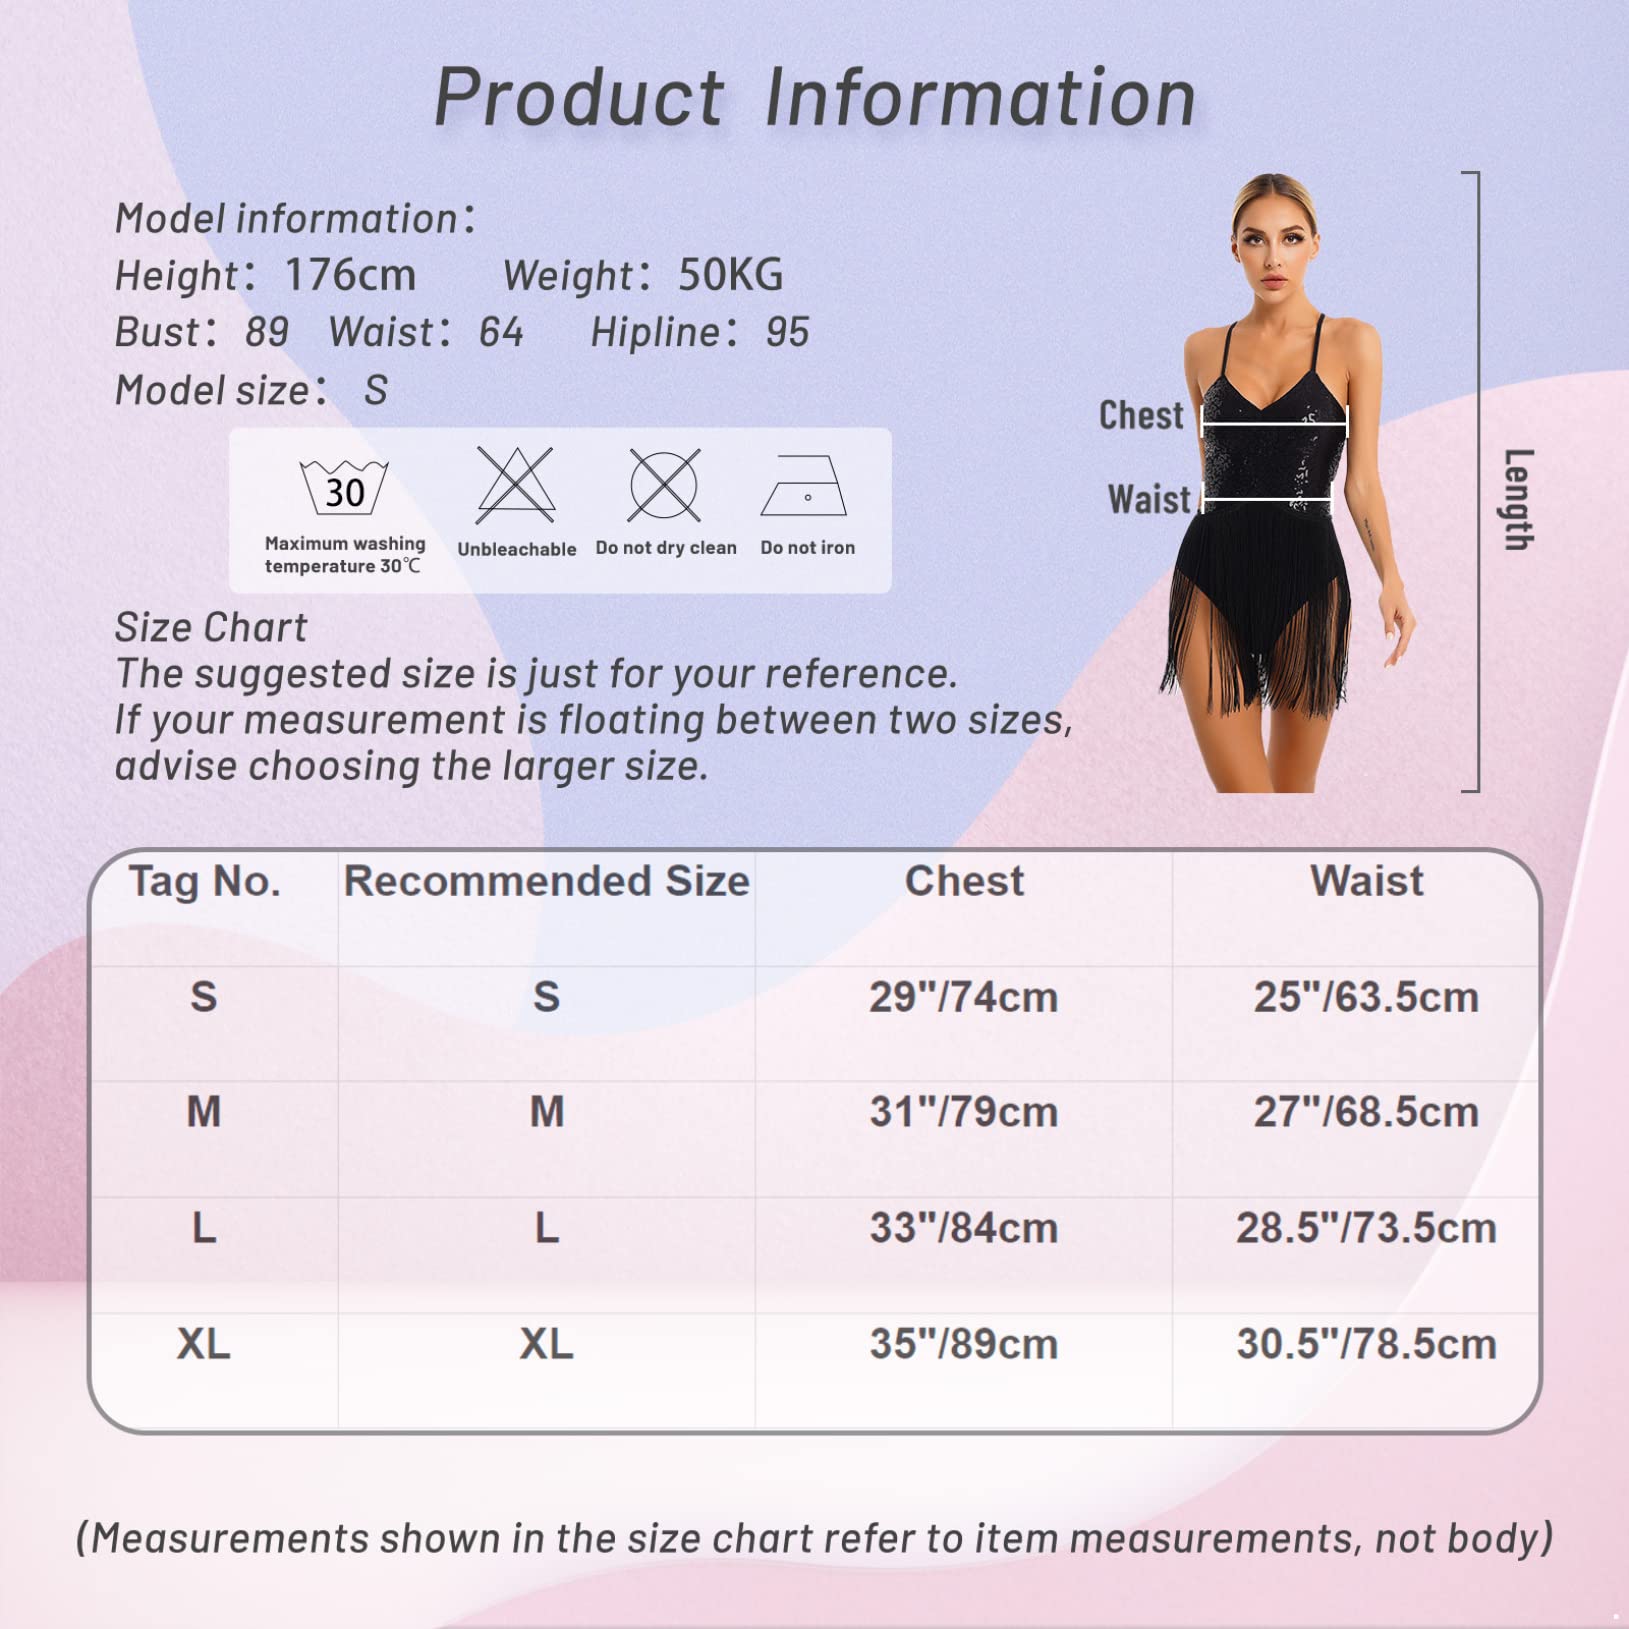 Product Information
Model information：
Height：176cm Weight：50KG
Bust：89 Waist：64 Hipline：95
Model size： S
30
Maximum washing
temperature 30℃
Unbleachable
Do not dry clean
Do not iron
Chest
Waist
Length
Size Chart
The suggested size is just for your reference.
If your measurement is floating between two sizes,
advise choosing the larger size.
Tag No. Recommended Size Chest Waist
S S 29"/74cm 25"/63.5cm
M M 31"/79cm 27"/68.5cm
L L 33"/84cm 28.5"/73.5cm
XL XL 35"/89cm 30.5"/78.5cm
(Measurements shown in the size chart refer to item measurements, not body)